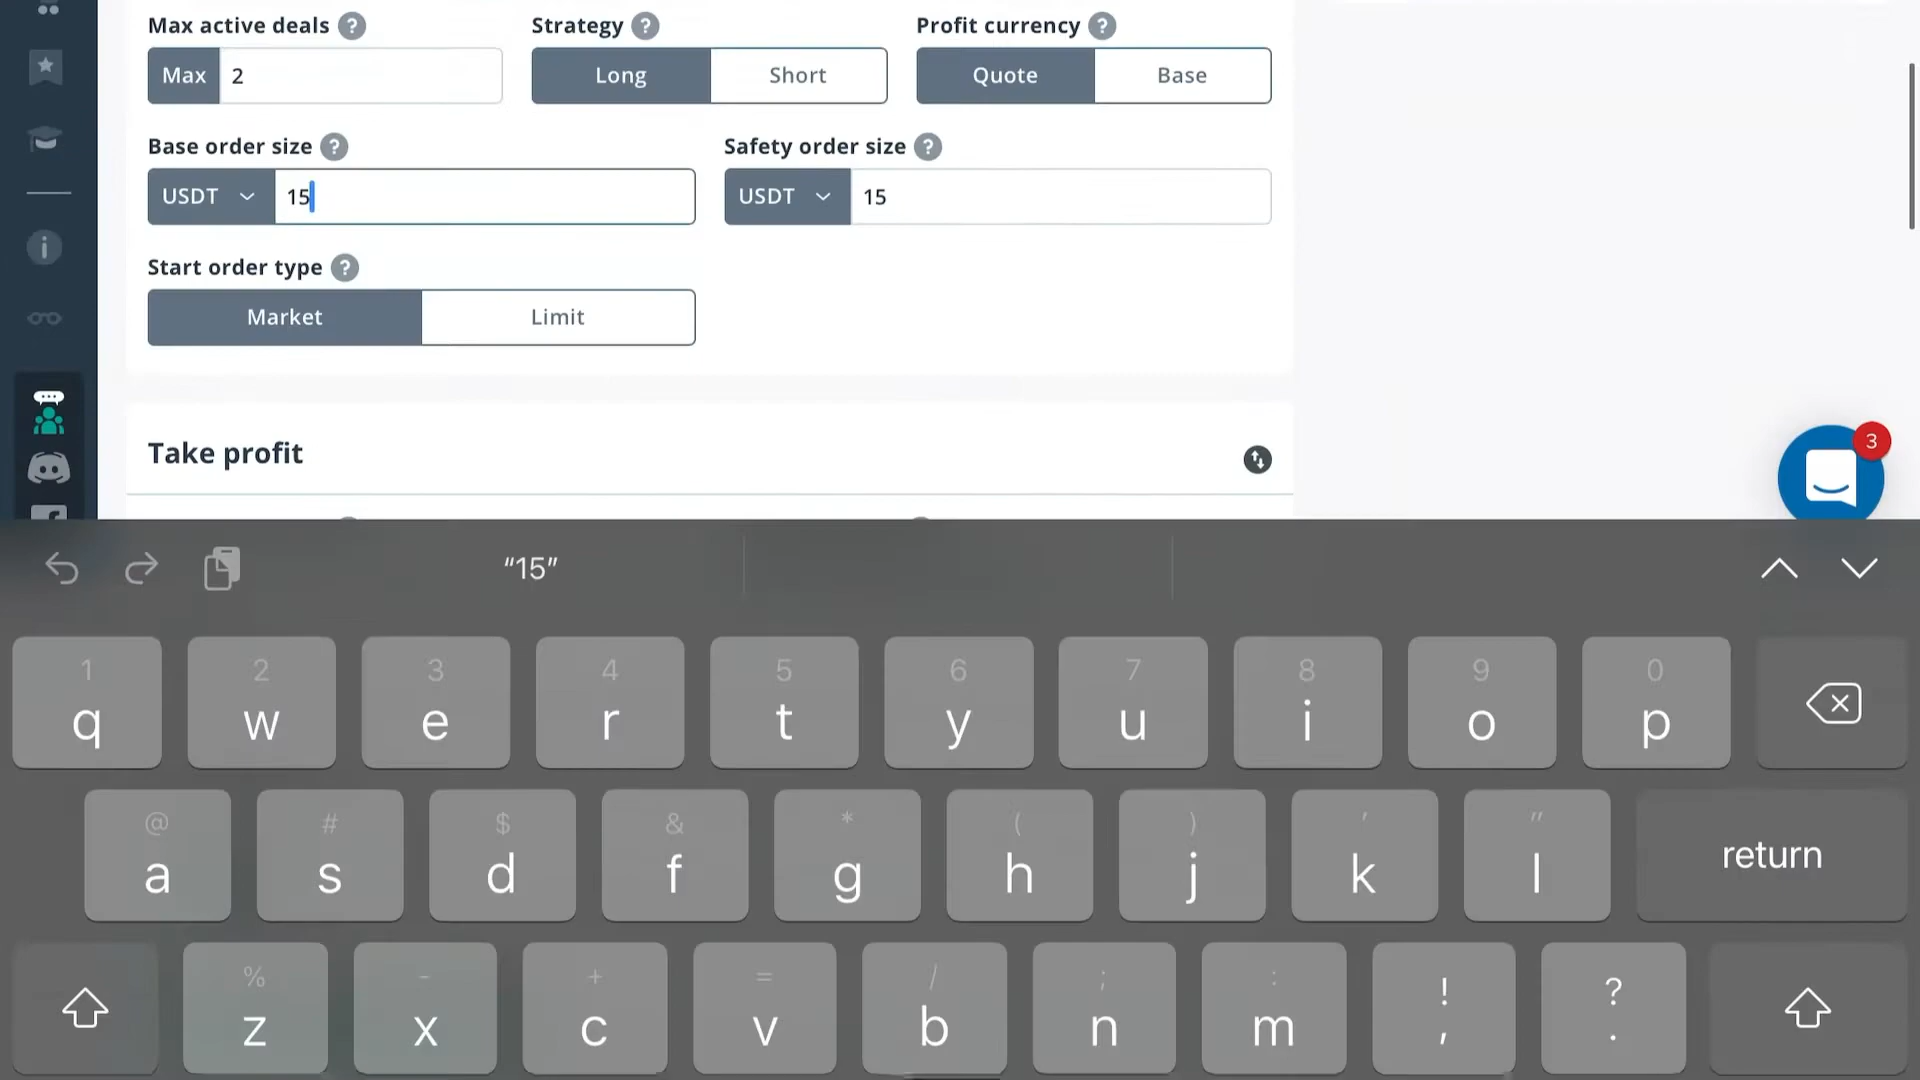 Max active deals ? Strategy ? Profit currency ?
Max 2 Long Short Quote Base
Base order size ? Safety order size ?
USDT 15 USDT 15
Start order type ?
Market Limit
Take profit
3
“15”
1 2 3 4 5 6 7 8 9 0
q w e r t y u i o p
@ # $ & * ( ) ' "
a s d f g h j k l return
% - + = / ; : ! ?
z x c v b n m , .